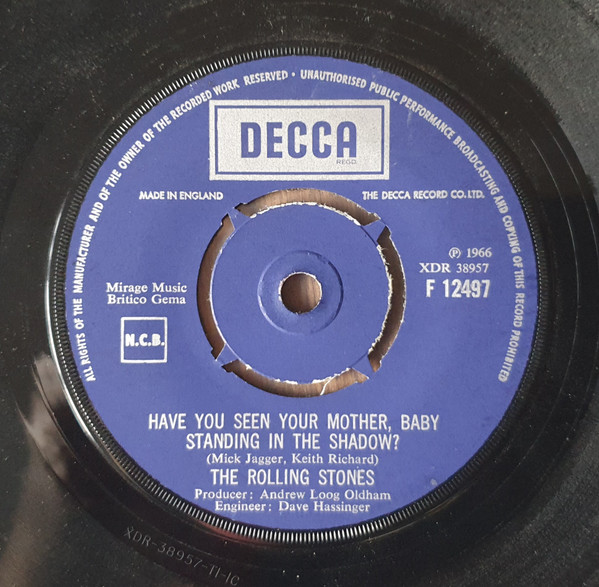 ALL RIGHTS OF THE MANUFACTURER AND OF THE OWNER OF THE RECORDED WORK RESERVED · UNAUTHORISED PUBLIC PERFORMANCE BROADCASTING AND COPYING OF THIS RECORD PROHIBITED
DECCA
REGD.
MADE IN ENGLAND
THE DECCA RECORD CO. LTD.
℗ 1966
XDR 38957
F 12497
Mirage Music
Britico Gema
N.C.B.
HAVE YOU SEEN YOUR MOTHER, BABY
STANDING IN THE SHADOW?
(Mick Jagger, Keith Richard)
THE ROLLING STONES
Producer: Andrew Loog Oldham
Engineer: Dave Hassinger
XDR-38957-T1-1C